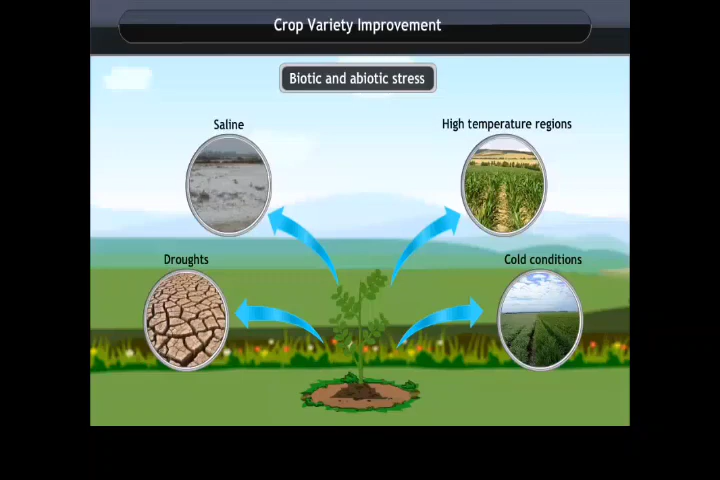 Crop Variety Improvement
Biotic and abiotic stress
Saline
High temperature regions
Droughts
Cold conditions